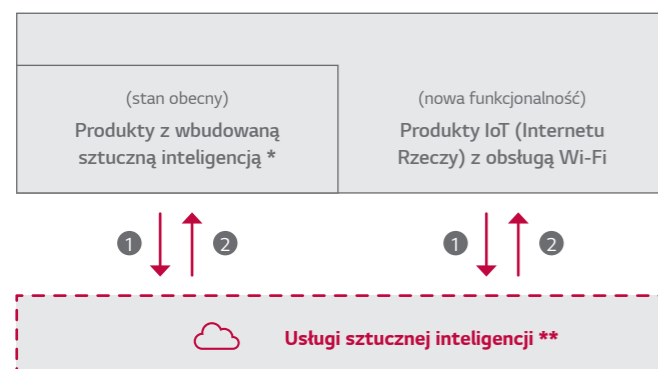 (stan obecny)
Produkty z wbudowaną
sztuczną inteligencją *
(nowa funkcjonalność)
Produkty IoT (Internetu
Rzeczy) z obsługą Wi-Fi
1 2 1 2
Usługi sztucznej inteligencji **